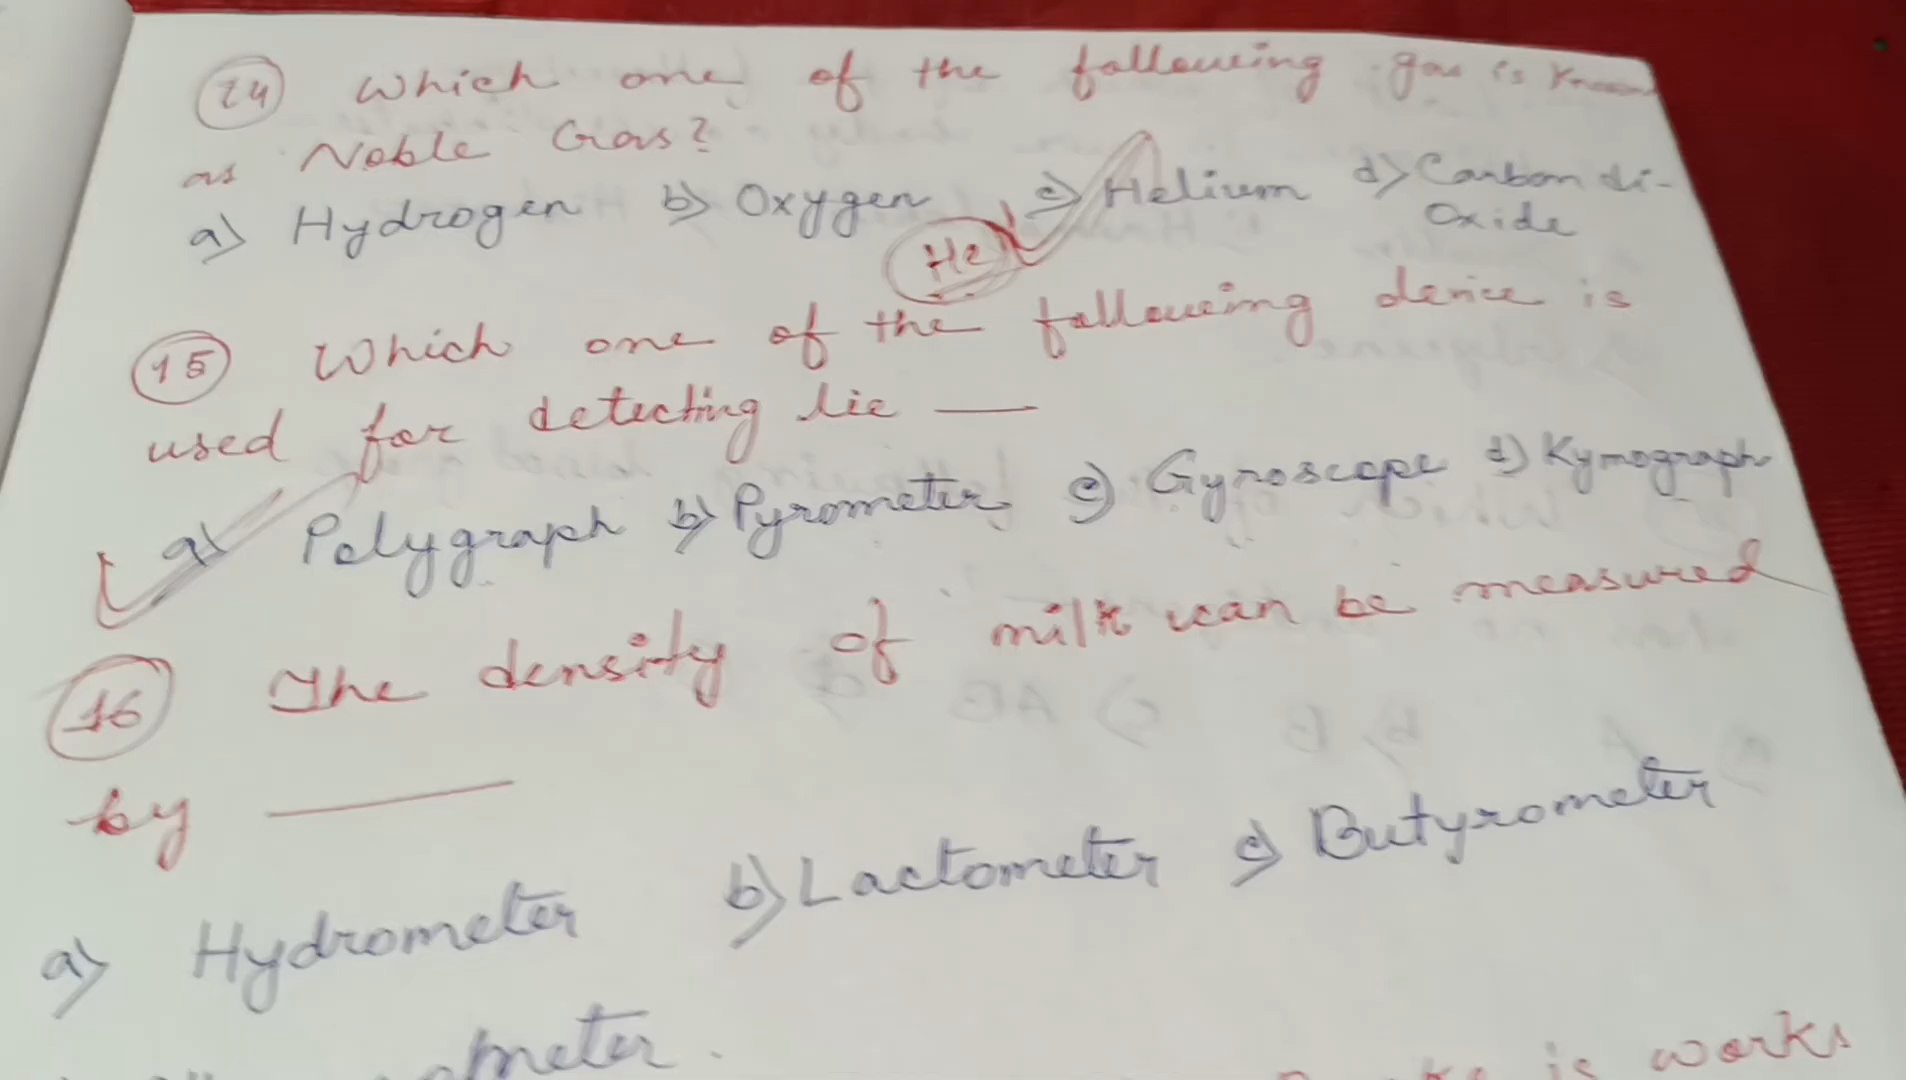 14 Which one of the following gas is known
as Noble Gas?
a) Hydrogen b) Oxygen c) Helium d) Carbon di-
Oxide
He
15 Which one of the following device is
used for detecting lie —
a) Polygraph b) Pyrometer c) Gyroscope d) Kymograph
16 The density of milk can be measured
by —
a) Hydrometer b) Lactometer c) Butyrometer
meter.
is works